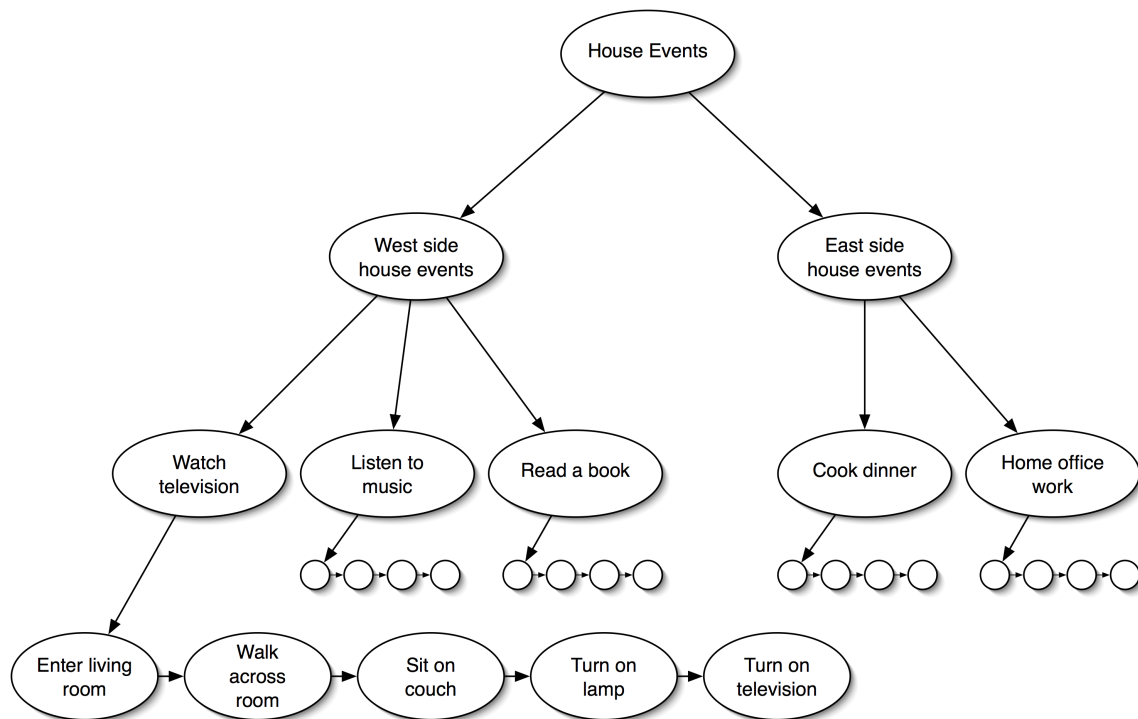 House Events
West side
house events
East side
house events
Watch
television
Listen to
music
Read a book
Cook dinner
Home office
work
Enter living
room
Walk
across
room
Sit on
couch
Turn on
lamp
Turn on
television